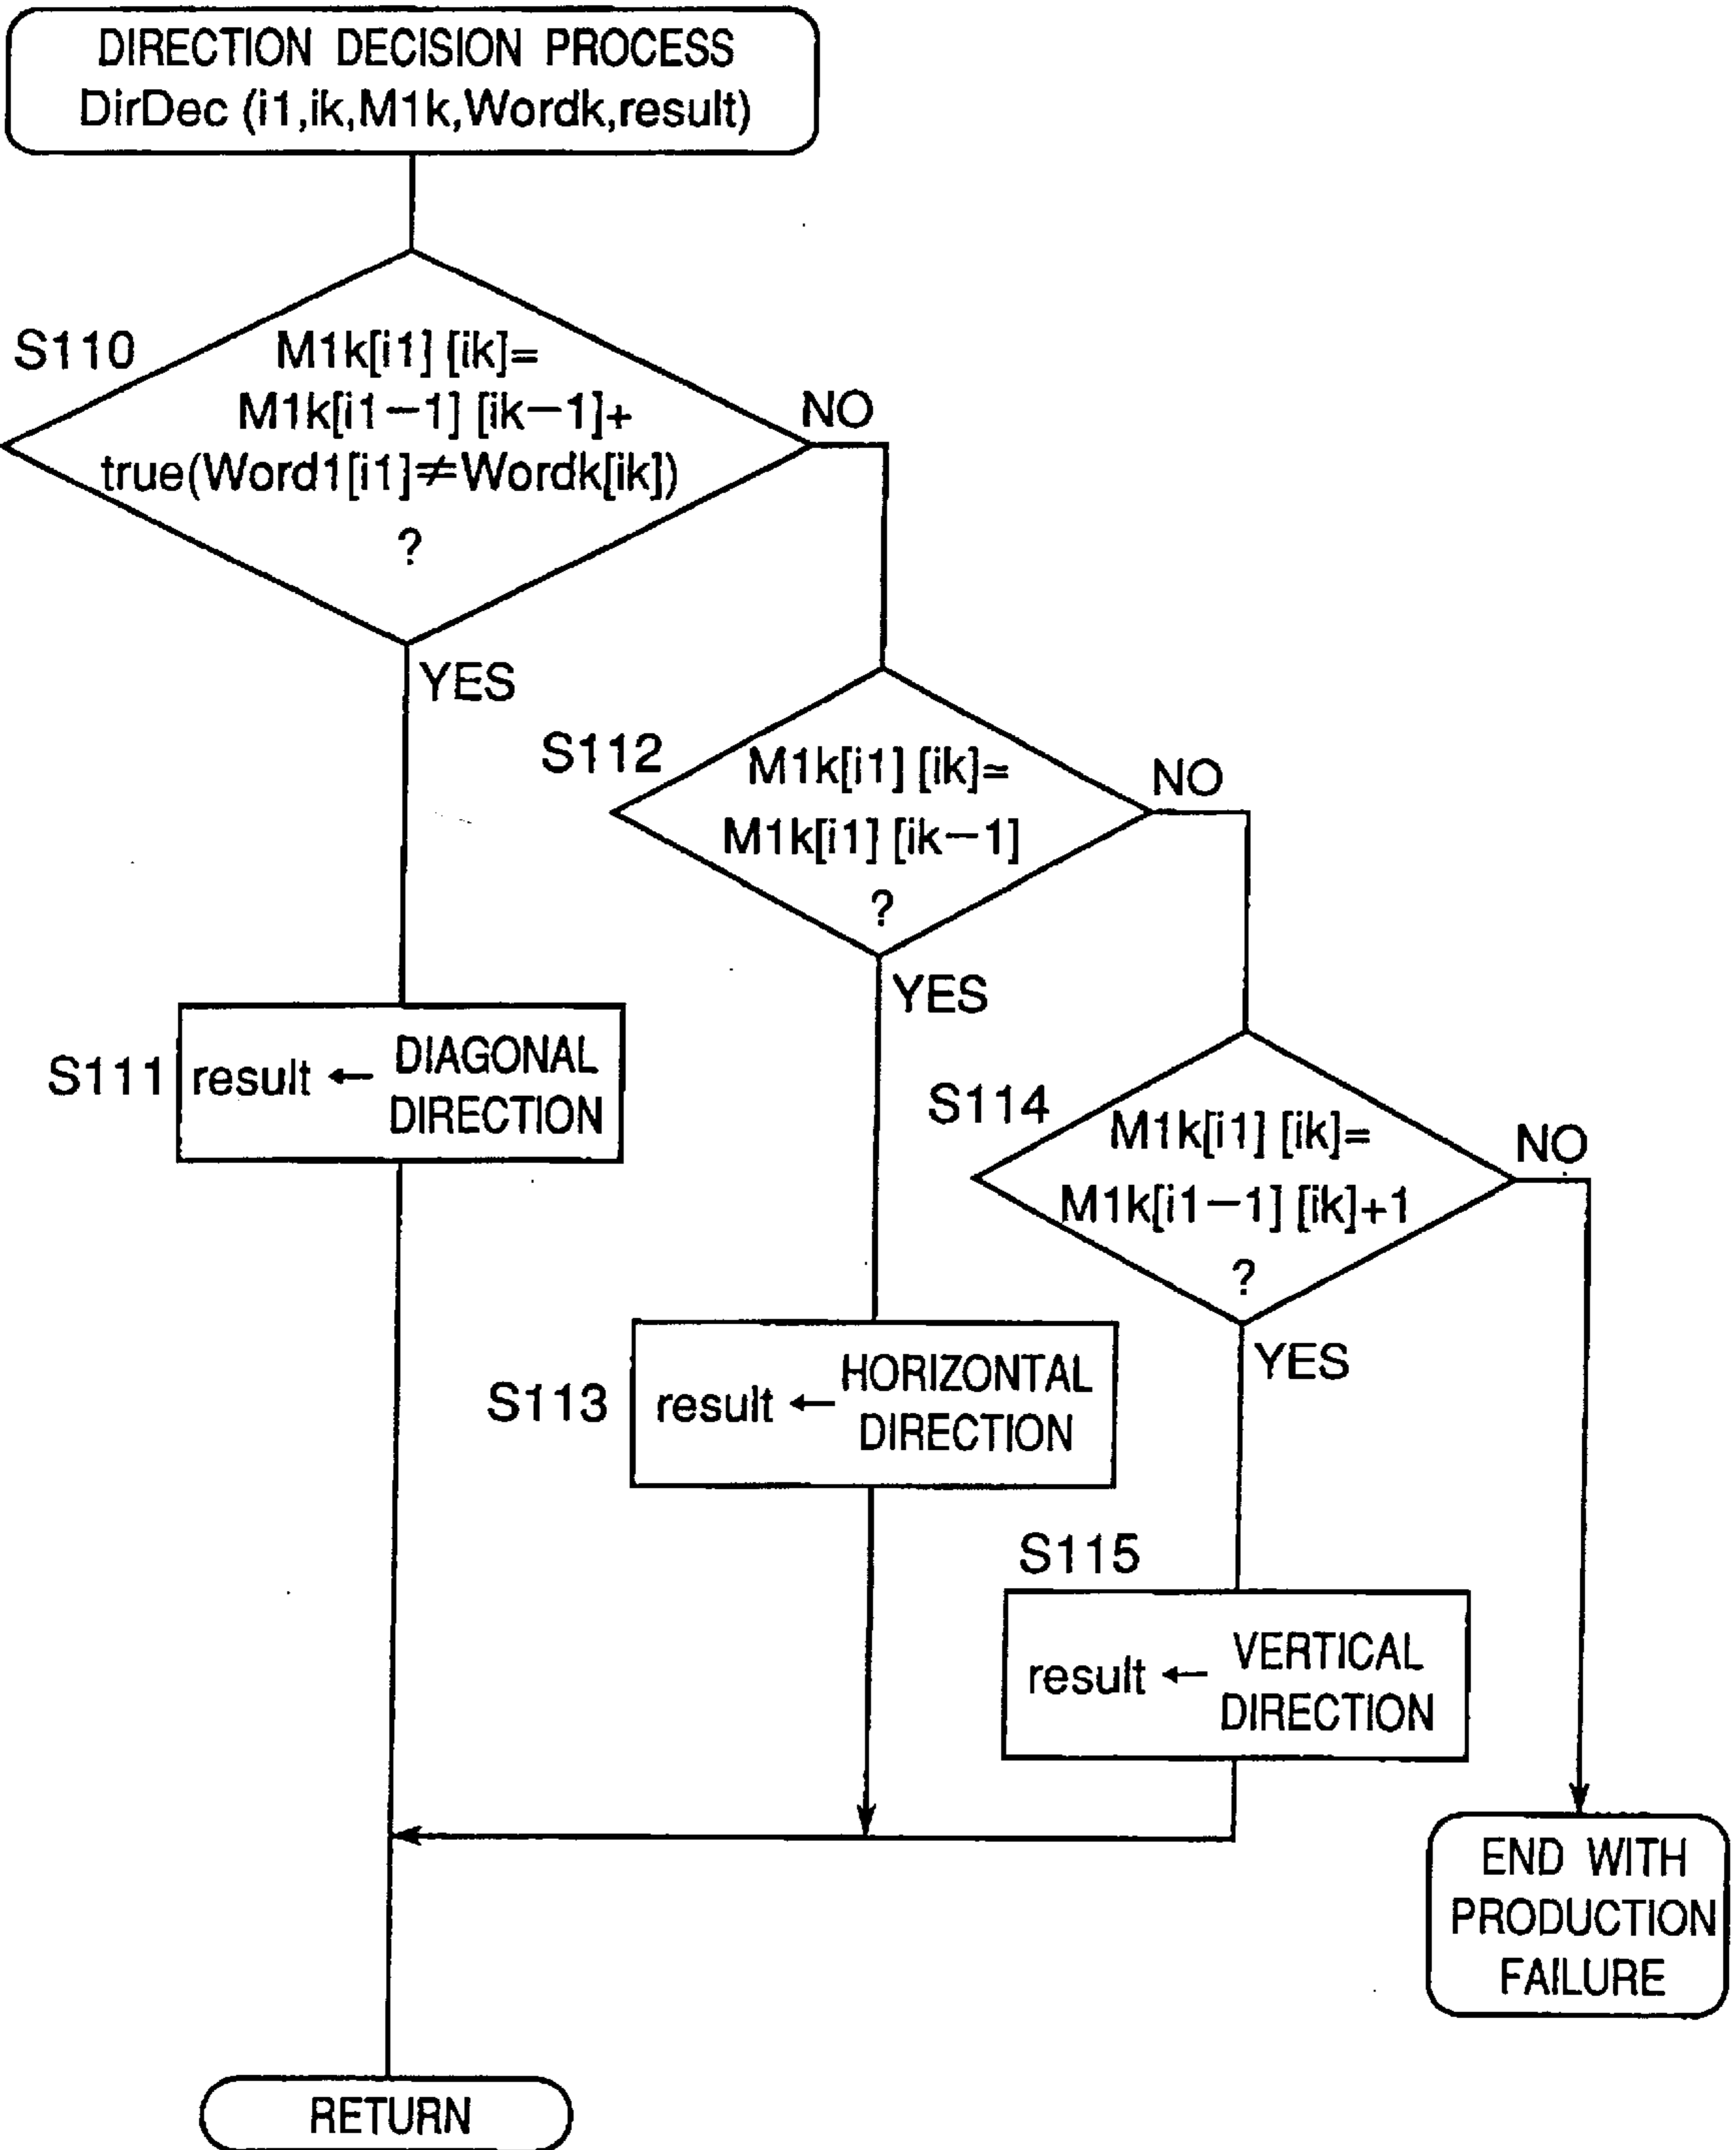 DIRECTION DECISION PROCESS
DirDec (i1,ik,M1k,Wordk,result)
S110
M1k[i1] [ik]=
M1k[i1−1] [ik−1]+
true(Word1[i1]≠Wordk[ik])
?
NO
YES
S112
M1k[i1] [ik]=
M1k[i1] [ik−1]
?
NO
YES
S111
result ← DIAGONAL
DIRECTION
S114
M1k[i1] [ik]=
M1k[i1−1] [ik]+1
?
NO
YES
S113
result ← HORIZONTAL
DIRECTION
S115
result ← VERTICAL
DIRECTION
END WITH
PRODUCTION
FAILURE
RETURN